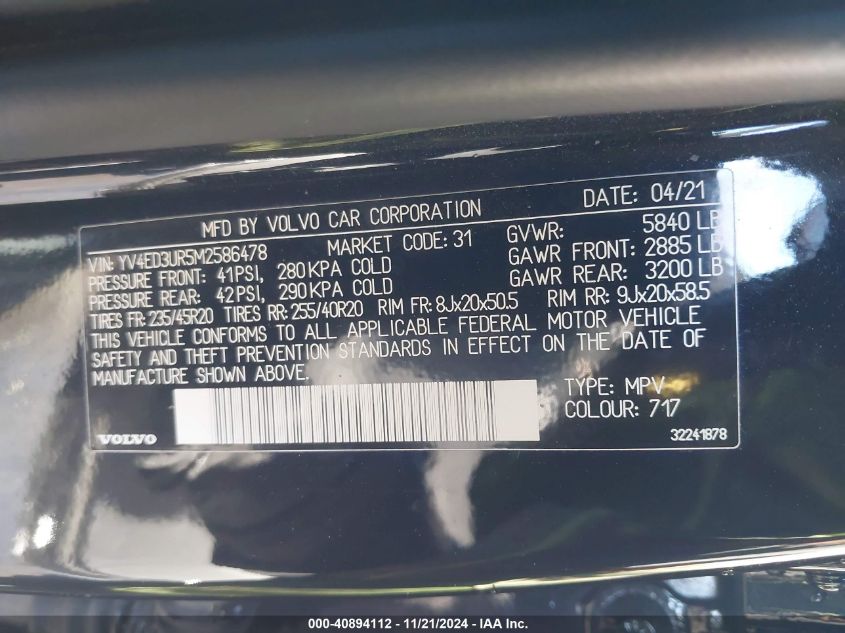 MFD BY VOLVO CAR CORPORATION DATE: 04/21
VIN: YV4ED3UR5M2586478 MARKET CODE: 31 GVWR: 5840 LB
PRESSURE FRONT: 41PSI, 280 KPA COLD GAWR FRONT: 2885 LB
PRESSURE REAR: 42PSI, 290 KPA COLD GAWR REAR: 3200 LB
TIRES FR: 235/45R20 TIRES RR: 255/40R20 RIM FR: 8Jx20x50.5 RIM RR: 9Jx20x58.5
THIS VEHICLE CONFORMS TO ALL APPLICABLE FEDERAL MOTOR VEHICLE
SAFETY AND THEFT PREVENTION STANDARDS IN EFFECT ON THE DATE OF
MANUFACTURE SHOWN ABOVE.
TYPE: MPV
COLOUR: 717
VOLVO 32241878
000-40894112 - 11/21/2024 - IAA Inc.